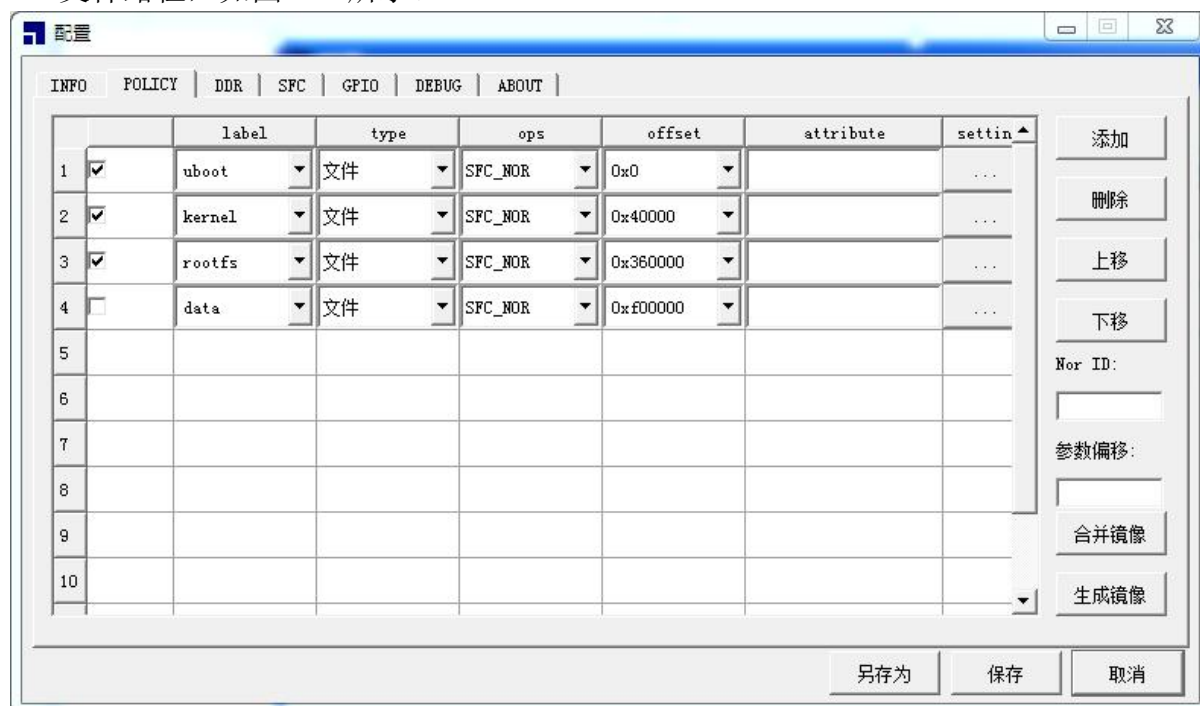 配置
INFO POLICY DDR SFC GPIO DEBUG ABOUT
label type ops offset attribute settin
1 uboot 文件 SFC_NOR 0x0 ...
2 kernel 文件 SFC_NOR 0x40000 ...
3 rootfs 文件 SFC_NOR 0x360000 ...
4 data 文件 SFC_NOR 0xf00000 ...
5
6
7
8
9
10
添加
删除
上移
下移
Nor ID:
参数偏移:
合并镜像
生成镜像
另存为 保存 取消